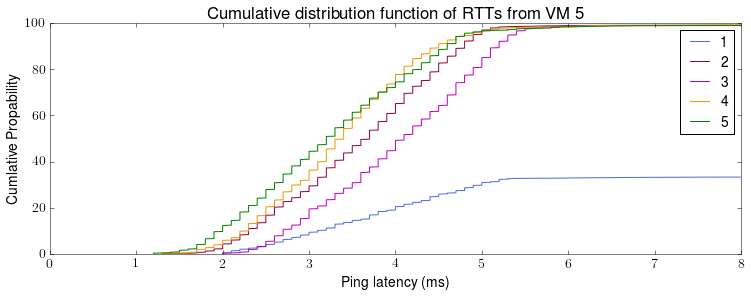 Cumulative distribution function of RTTs from VM 5
100
80
60
40
20
0
Cumlative Propability
0 1 2 3 4 5 6 7 8
Ping latency (ms)
1
2
3
4
5